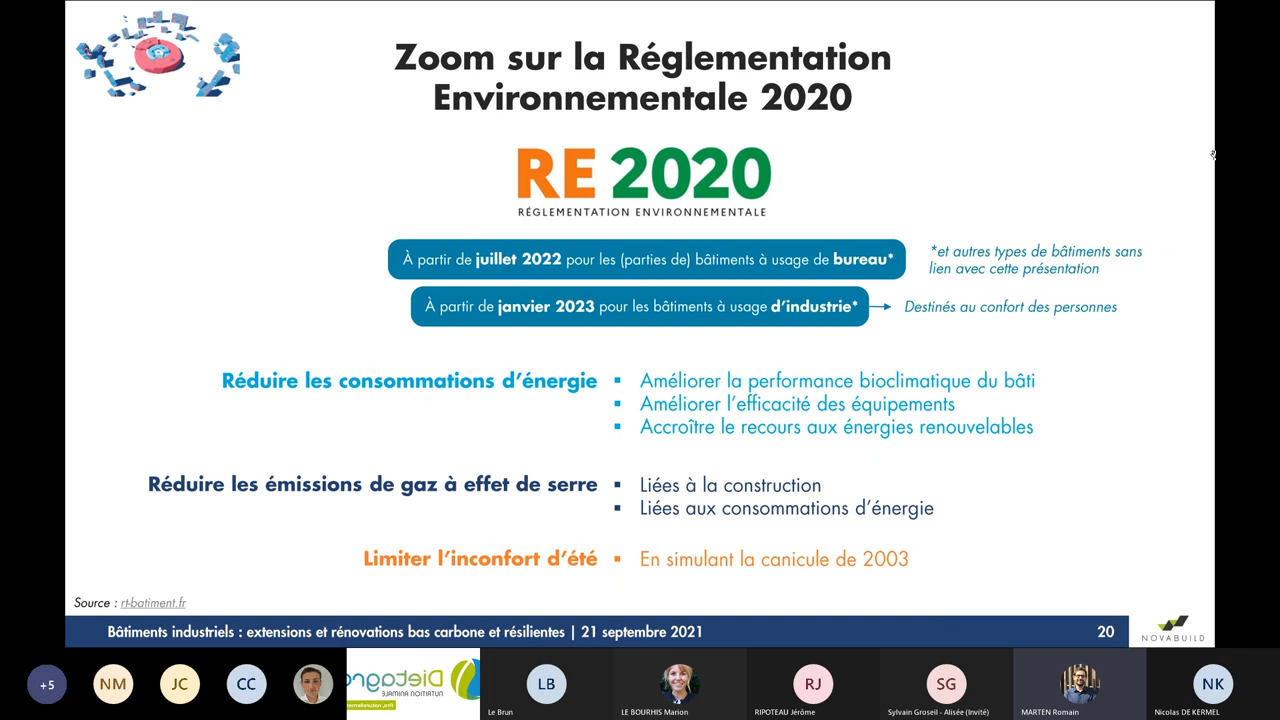 Zoom sur la Réglementation
Environnementale 2020
RE 2020
RÉGLEMENTATION ENVIRONNEMENTALE
À partir de juillet 2022 pour les (parties de) bâtiments à usage de bureau*
*et autres types de bâtiments sans
lien avec cette présentation
À partir de janvier 2023 pour les bâtiments à usage d'industrie*
Destinés au confort des personnes
Réduire les consommations d'énergie
▪ Améliorer la performance bioclimatique du bâti
▪ Améliorer l'efficacité des équipements
▪ Accroître le recours aux énergies renouvelables
Réduire les émissions de gaz à effet de serre
▪ Liées à la construction
▪ Liées aux consommations d'énergie
Limiter l'inconfort d'été
▪ En simulant la canicule de 2003
Source : rt-batiment.fr
Bâtiments industriels : extensions et rénovations bas carbone et résilientes | 21 septembre 2021
20
NOVABUILD
+5
NM
JC
CC
Dietagro
NUTRITION ANIMALE
LB
Le Brun
LE BOURHIS Marion
RJ
RIPOTEAU Jérôme
SG
Sylvain Groseil - Alisée (Invité)
MARTEN Romain
NK
Nicolas DE KERMEL